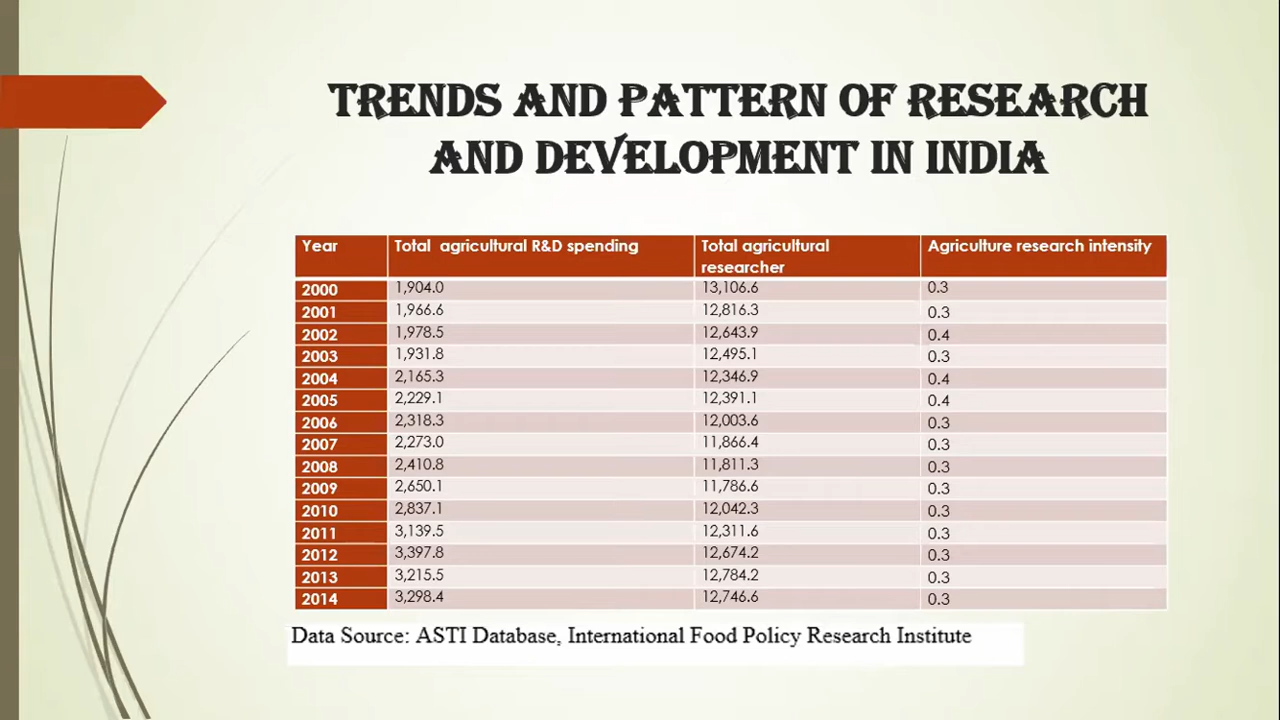 TRENDS AND PATTERN OF RESEARCH
AND DEVELOPMENT IN INDIA
Year Total agricultural R&D spending Total agricultural researcher Agriculture research intensity
2000 1,904.0 13,106.6 0.3
2001 1,966.6 12,816.3 0.3
2002 1,978.5 12,643.9 0.4
2003 1,931.8 12,495.1 0.3
2004 2,165.3 12,346.9 0.4
2005 2,229.1 12,391.1 0.4
2006 2,318.3 12,003.6 0.3
2007 2,273.0 11,866.4 0.3
2008 2,410.8 11,811.3 0.3
2009 2,650.1 11,786.6 0.3
2010 2,837.1 12,042.3 0.3
2011 3,139.5 12,311.6 0.3
2012 3,397.8 12,674.2 0.3
2013 3,215.5 12,784.2 0.3
2014 3,298.4 12,746.6 0.3
Data Source: ASTI Database, International Food Policy Research Institute